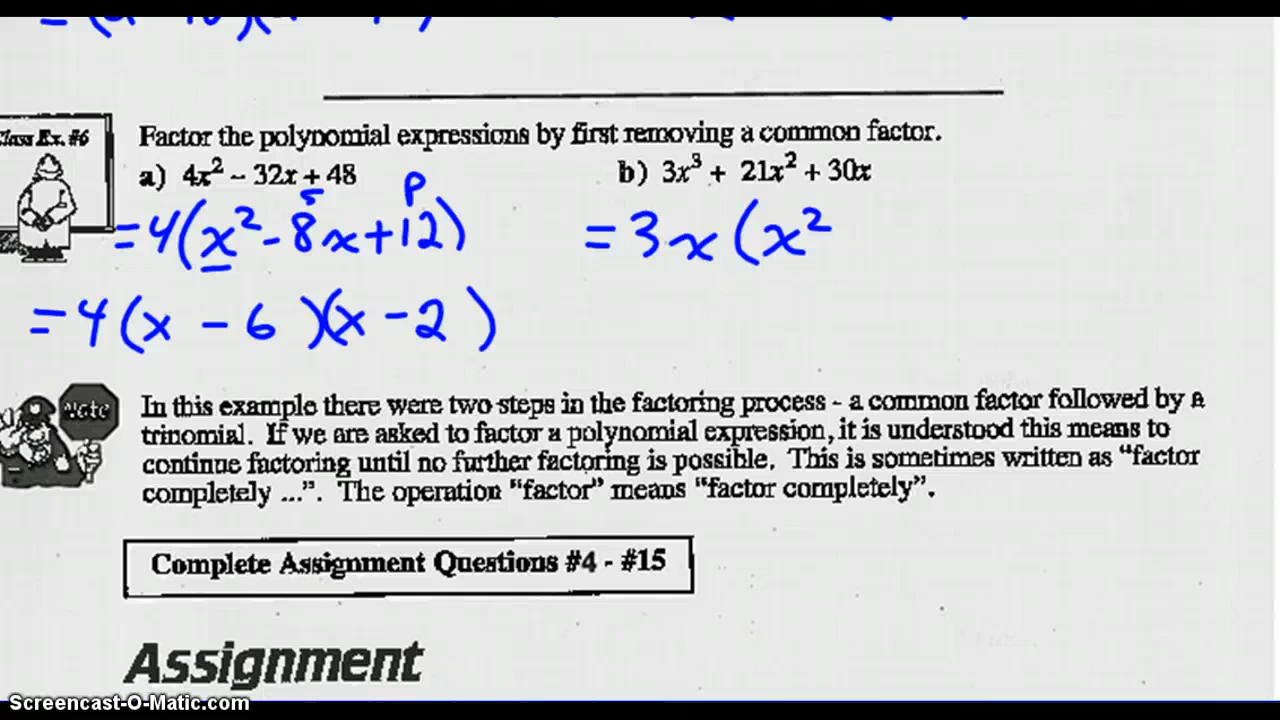 Class Ex. #6
Factor the polynomial expressions by first removing a common factor.
a) 4x² – 32x + 48
b) 3x³ + 21x² + 30x
S P
= 4(x² - 8x + 12)
= 3x(x²
= 4(x - 6)(x - 2)
Note
In this example there were two steps in the factoring process - a common factor followed by a
trinomial. If we are asked to factor a polynomial expression, it is understood this means to
continue factoring until no further factoring is possible. This is sometimes written as “factor
completely ...”. The operation “factor” means “factor completely”.
Complete Assignment Questions #4 - #15
Assignment
Screencast-O-Matic.com